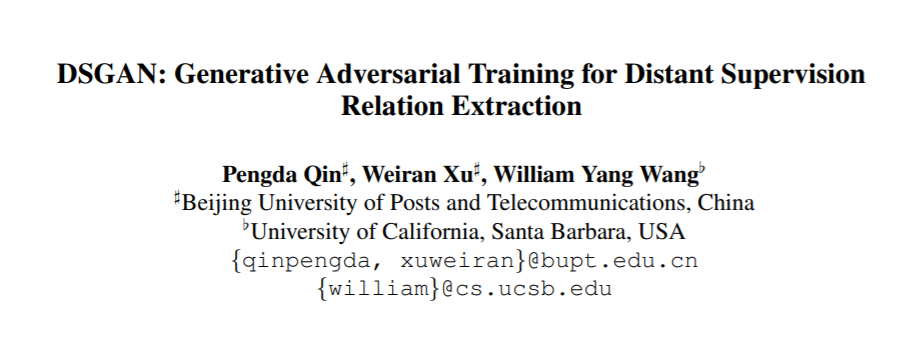 DSGAN: Generative Adversarial Training for Distant Supervision
Relation Extraction
Pengda Qin♯, Weiran Xu♯, William Yang Wang♭
♯Beijing University of Posts and Telecommunications, China
♭University of California, Santa Barbara, USA
{qinpengda, xuweiran}@bupt.edu.cn
{william}@cs.ucsb.edu